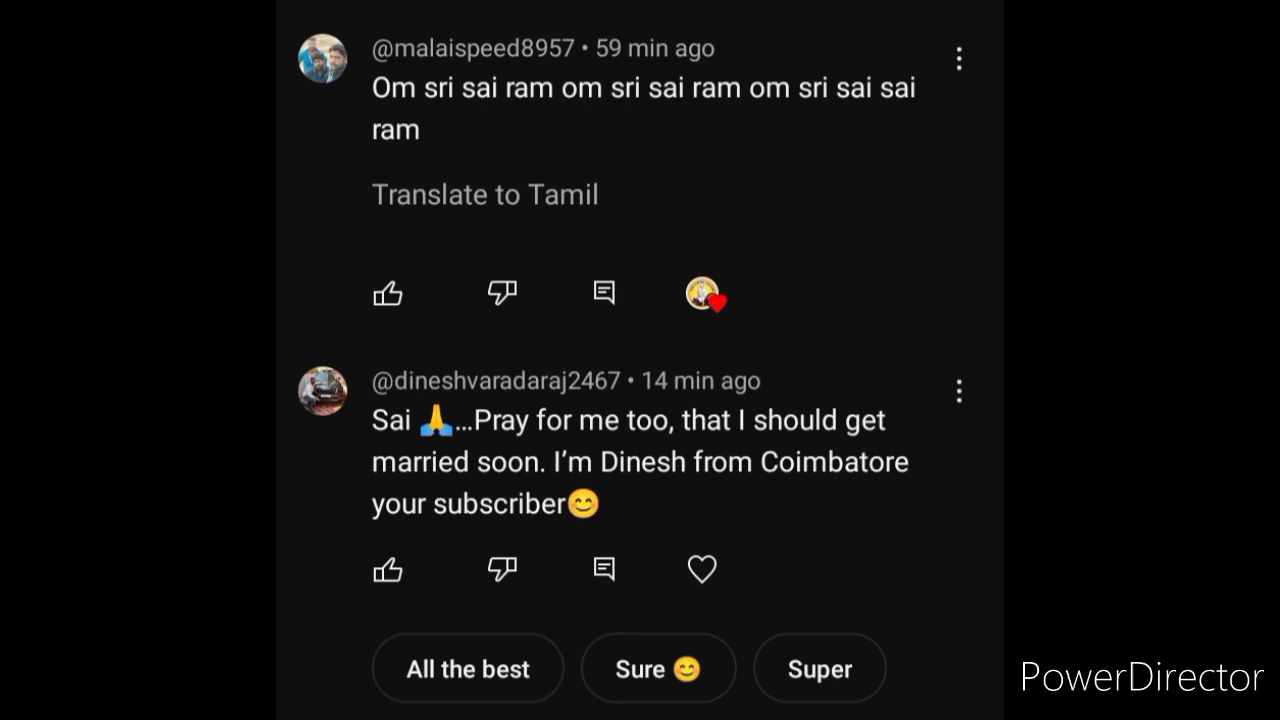 @malaispeed8957 • 59 min ago
Om sri sai ram om sri sai ram om sri sai sai
ram
Translate to Tamil
@dineshvaradaraj2467 • 14 min ago
Sai 🙏...Pray for me too, that I should get
married soon. I'm Dinesh from Coimbatore
your subscriber😊
All the best
Sure 😊
Super
PowerDirector